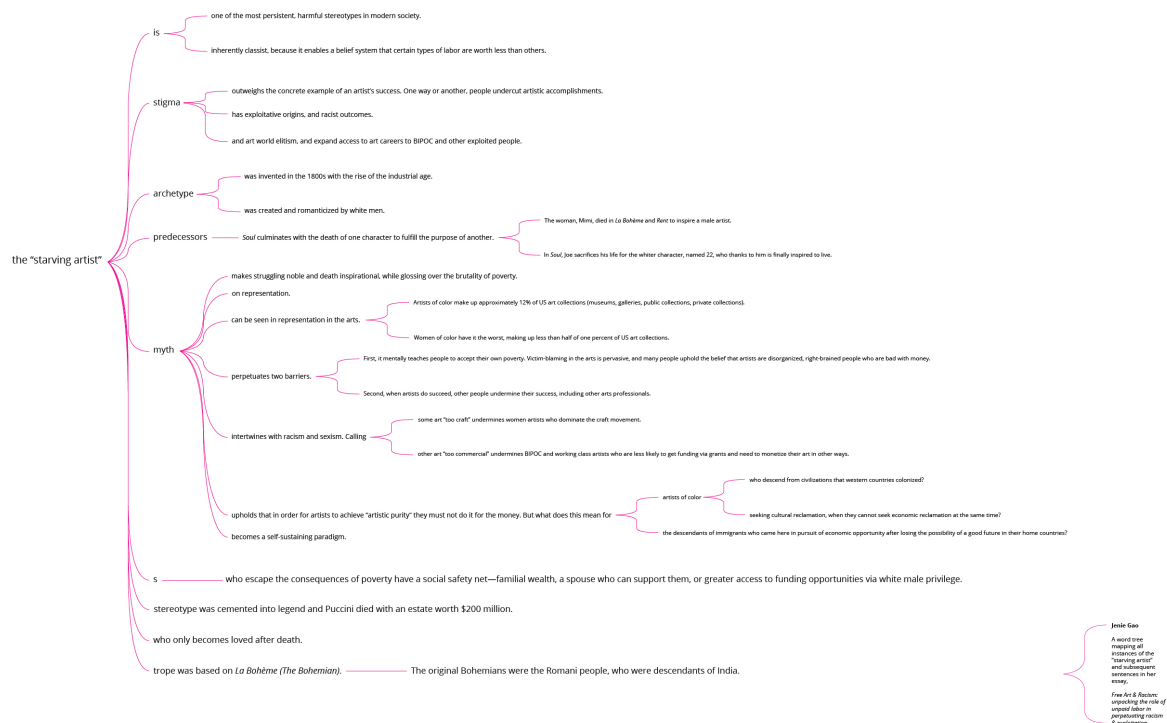 the “starving artist”
is
one of the most persistent, harmful stereotypes in modern society.
inherently classist, because it enables a belief system that certain types of labor are worth less than others.
stigma
outweighs the concrete example of an artist’s success. One way or another, people undercut artistic accomplishments.
has exploitative origins, and racist outcomes.
and art world elitism, and expand access to art careers to BIPOC and other exploited people.
archetype
was invented in the 1800s with the rise of the industrial age.
was created and romanticized by white men.
predecessors
Soul culminates with the death of one character to fulfill the purpose of another.
The woman, Mimi, died in La Bohème and Rent to inspire a male artist.
In Soul, Joe sacrifices his life for the whiter character, named 22, who thanks to him is finally inspired to live.
myth
makes struggling noble and death inspirational, while glossing over the brutality of poverty.
on representation.
can be seen in representation in the arts.
Artists of color make up approximately 12% of US art collections (museums, galleries, public collections, private collections).
Women of color have it the worst, making up less than half of one percent of US art collections.
perpetuates two barriers.
First, it mentally teaches people to accept their own poverty. Victim-blaming in the arts is pervasive, and many people uphold the belief that artists are disorganized, right-brained people who are bad with money.
Second, when artists do succeed, other people undermine their success, including other arts professionals.
intertwines with racism and sexism. Calling
some art “too craft” undermines women artists who dominate the craft movement.
other art “too commercial” undermines BIPOC and working class artists who are less likely to get funding via grants and need to monetize their art in other ways.
upholds that in order for artists to achieve “artistic purity” they must not do it for the money. But what does this mean for
artists of color
who descend from civilizations that western countries colonized?
seeking cultural reclamation, when they cannot seek economic reclamation at the same time?
the descendants of immigrants who came here in pursuit of economic opportunity after losing the possibility of a good future in their home countries?
becomes a self-sustaining paradigm.
s
who escape the consequences of poverty have a social safety net—familial wealth, a spouse who can support them, or greater access to funding opportunities via white male privilege.
stereotype was cemented into legend and Puccini died with an estate worth $200 million.
who only becomes loved after death.
trope was based on La Bohème (The Bohemian).
The original Bohemians were the Romani people, who were descendants of India.
Jenie Gao
A word tree
mapping all
instances of the
“starving artist”
and subsequent
sentences in her
essay,
Free Art & Racism:
unpacking the role of
unpaid labor in
perpetuating racism